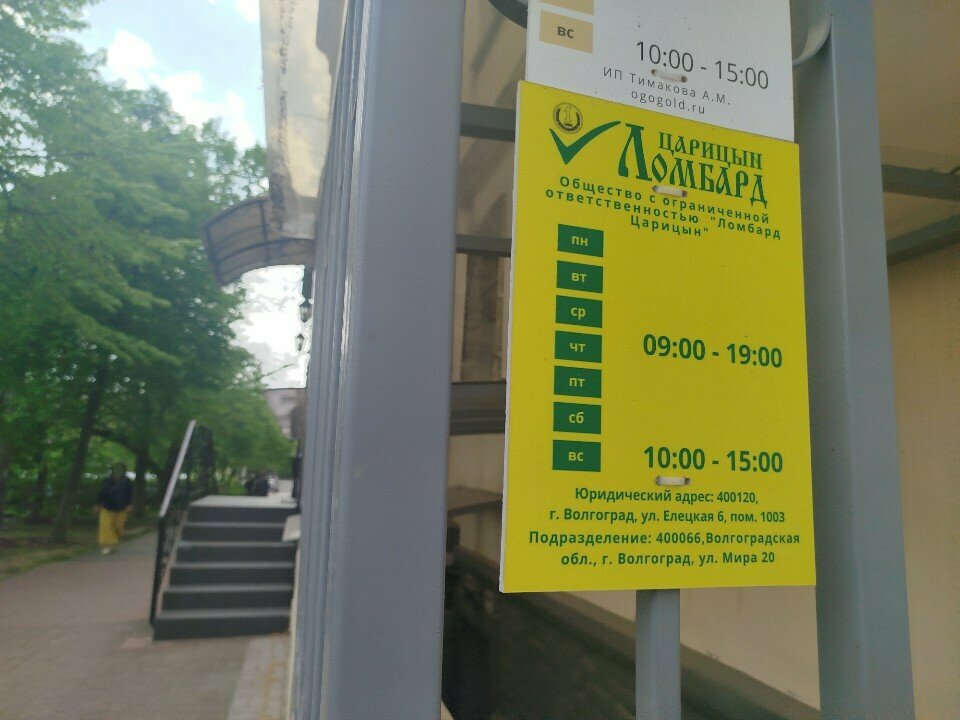 вс
10:00 - 15:00
ИП Тимакова А.М.
ogogold.ru
ЦАРИЦЫН
ЛОМБАРД
Общество с ограниченной
ответственностью "Ломбард
Царицын"
пн
вт
ср
чт
09:00 - 19:00
пт
сб
вс
10:00 - 15:00
Юридический адрес: 400120,
г. Волгоград, ул. Елецкая 6, пом. 1003
Подразделение: 400066,Волгоградская
обл., г. Волгоград, ул. Мира 20